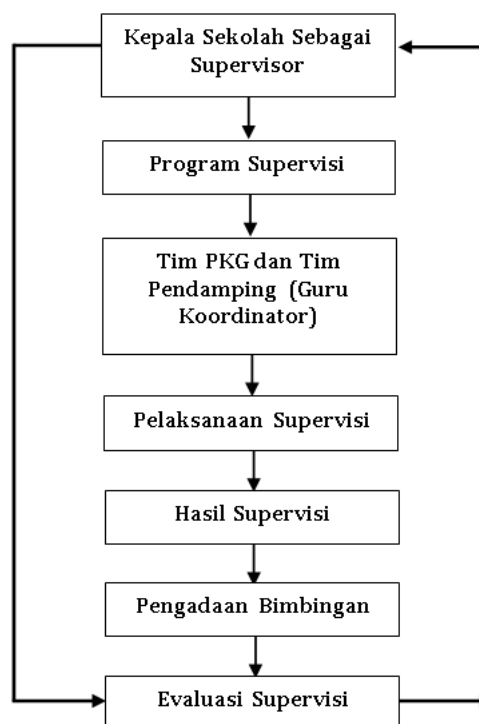 Kepala Sekolah Sebagai
Supervisor
Program Supervisi
Tim PKG dan Tim
Pendamping (Guru
Koordinator)
Pelaksanaan Supervisi
Hasil Supervisi
Pengadaan Bimbingan
Evaluasi Supervisi